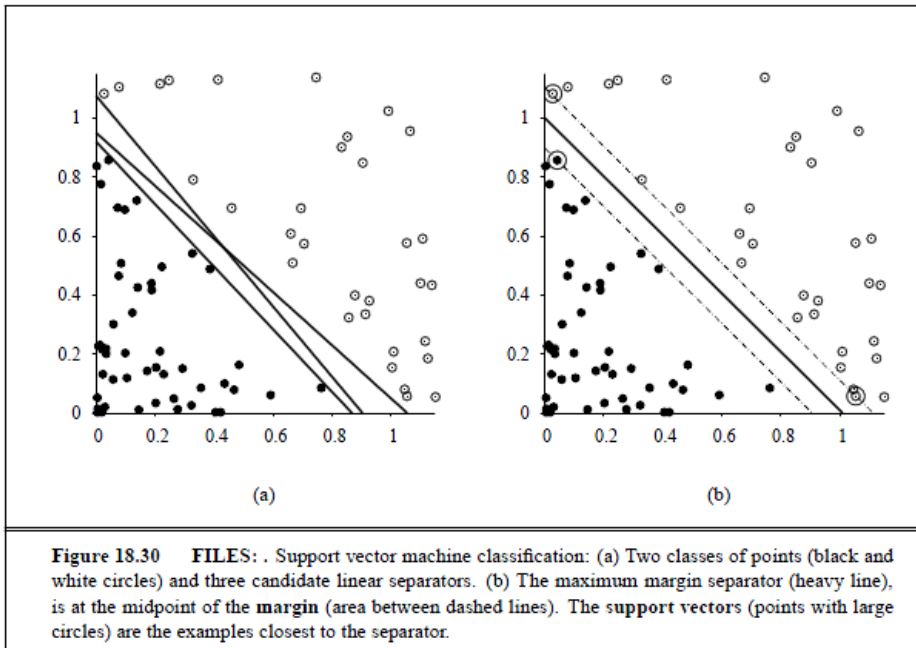 1
0.8
0.6
0.4
0.2
0
0 0.2 0.4 0.6 0.8 1
(a)
1
0.8
0.6
0.4
0.2
0
0 0.2 0.4 0.6 0.8 1
(b)
Figure 18.30 FILES: . Support vector machine classification: (a) Two classes of points (black and
white circles) and three candidate linear separators. (b) The maximum margin separator (heavy line),
is at the midpoint of the margin (area between dashed lines). The support vectors (points with large
circles) are the examples closest to the separator.